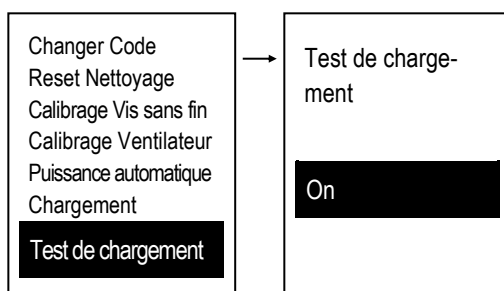 Changer Code
Reset Nettoyage
Calibrage Vis sans fin
Calibrage Ventilateur
Puissance automatique
Chargement
Test de chargement
Test de charge-
ment
On